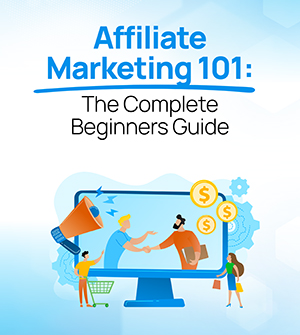 Affiliate
Marketing 101:
The Complete
Beginners Guide
$
$
$